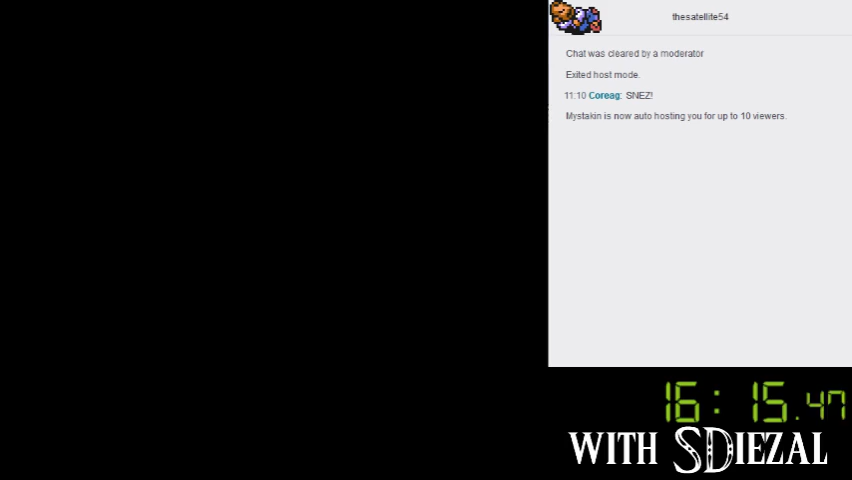 thesatellite54
Chat was cleared by a moderator
Exited host mode.
11:10 Coreag: SNEZ!
Mystakin is now auto hosting you for up to 10 viewers.
16:15.47
WITH SDIEZAL